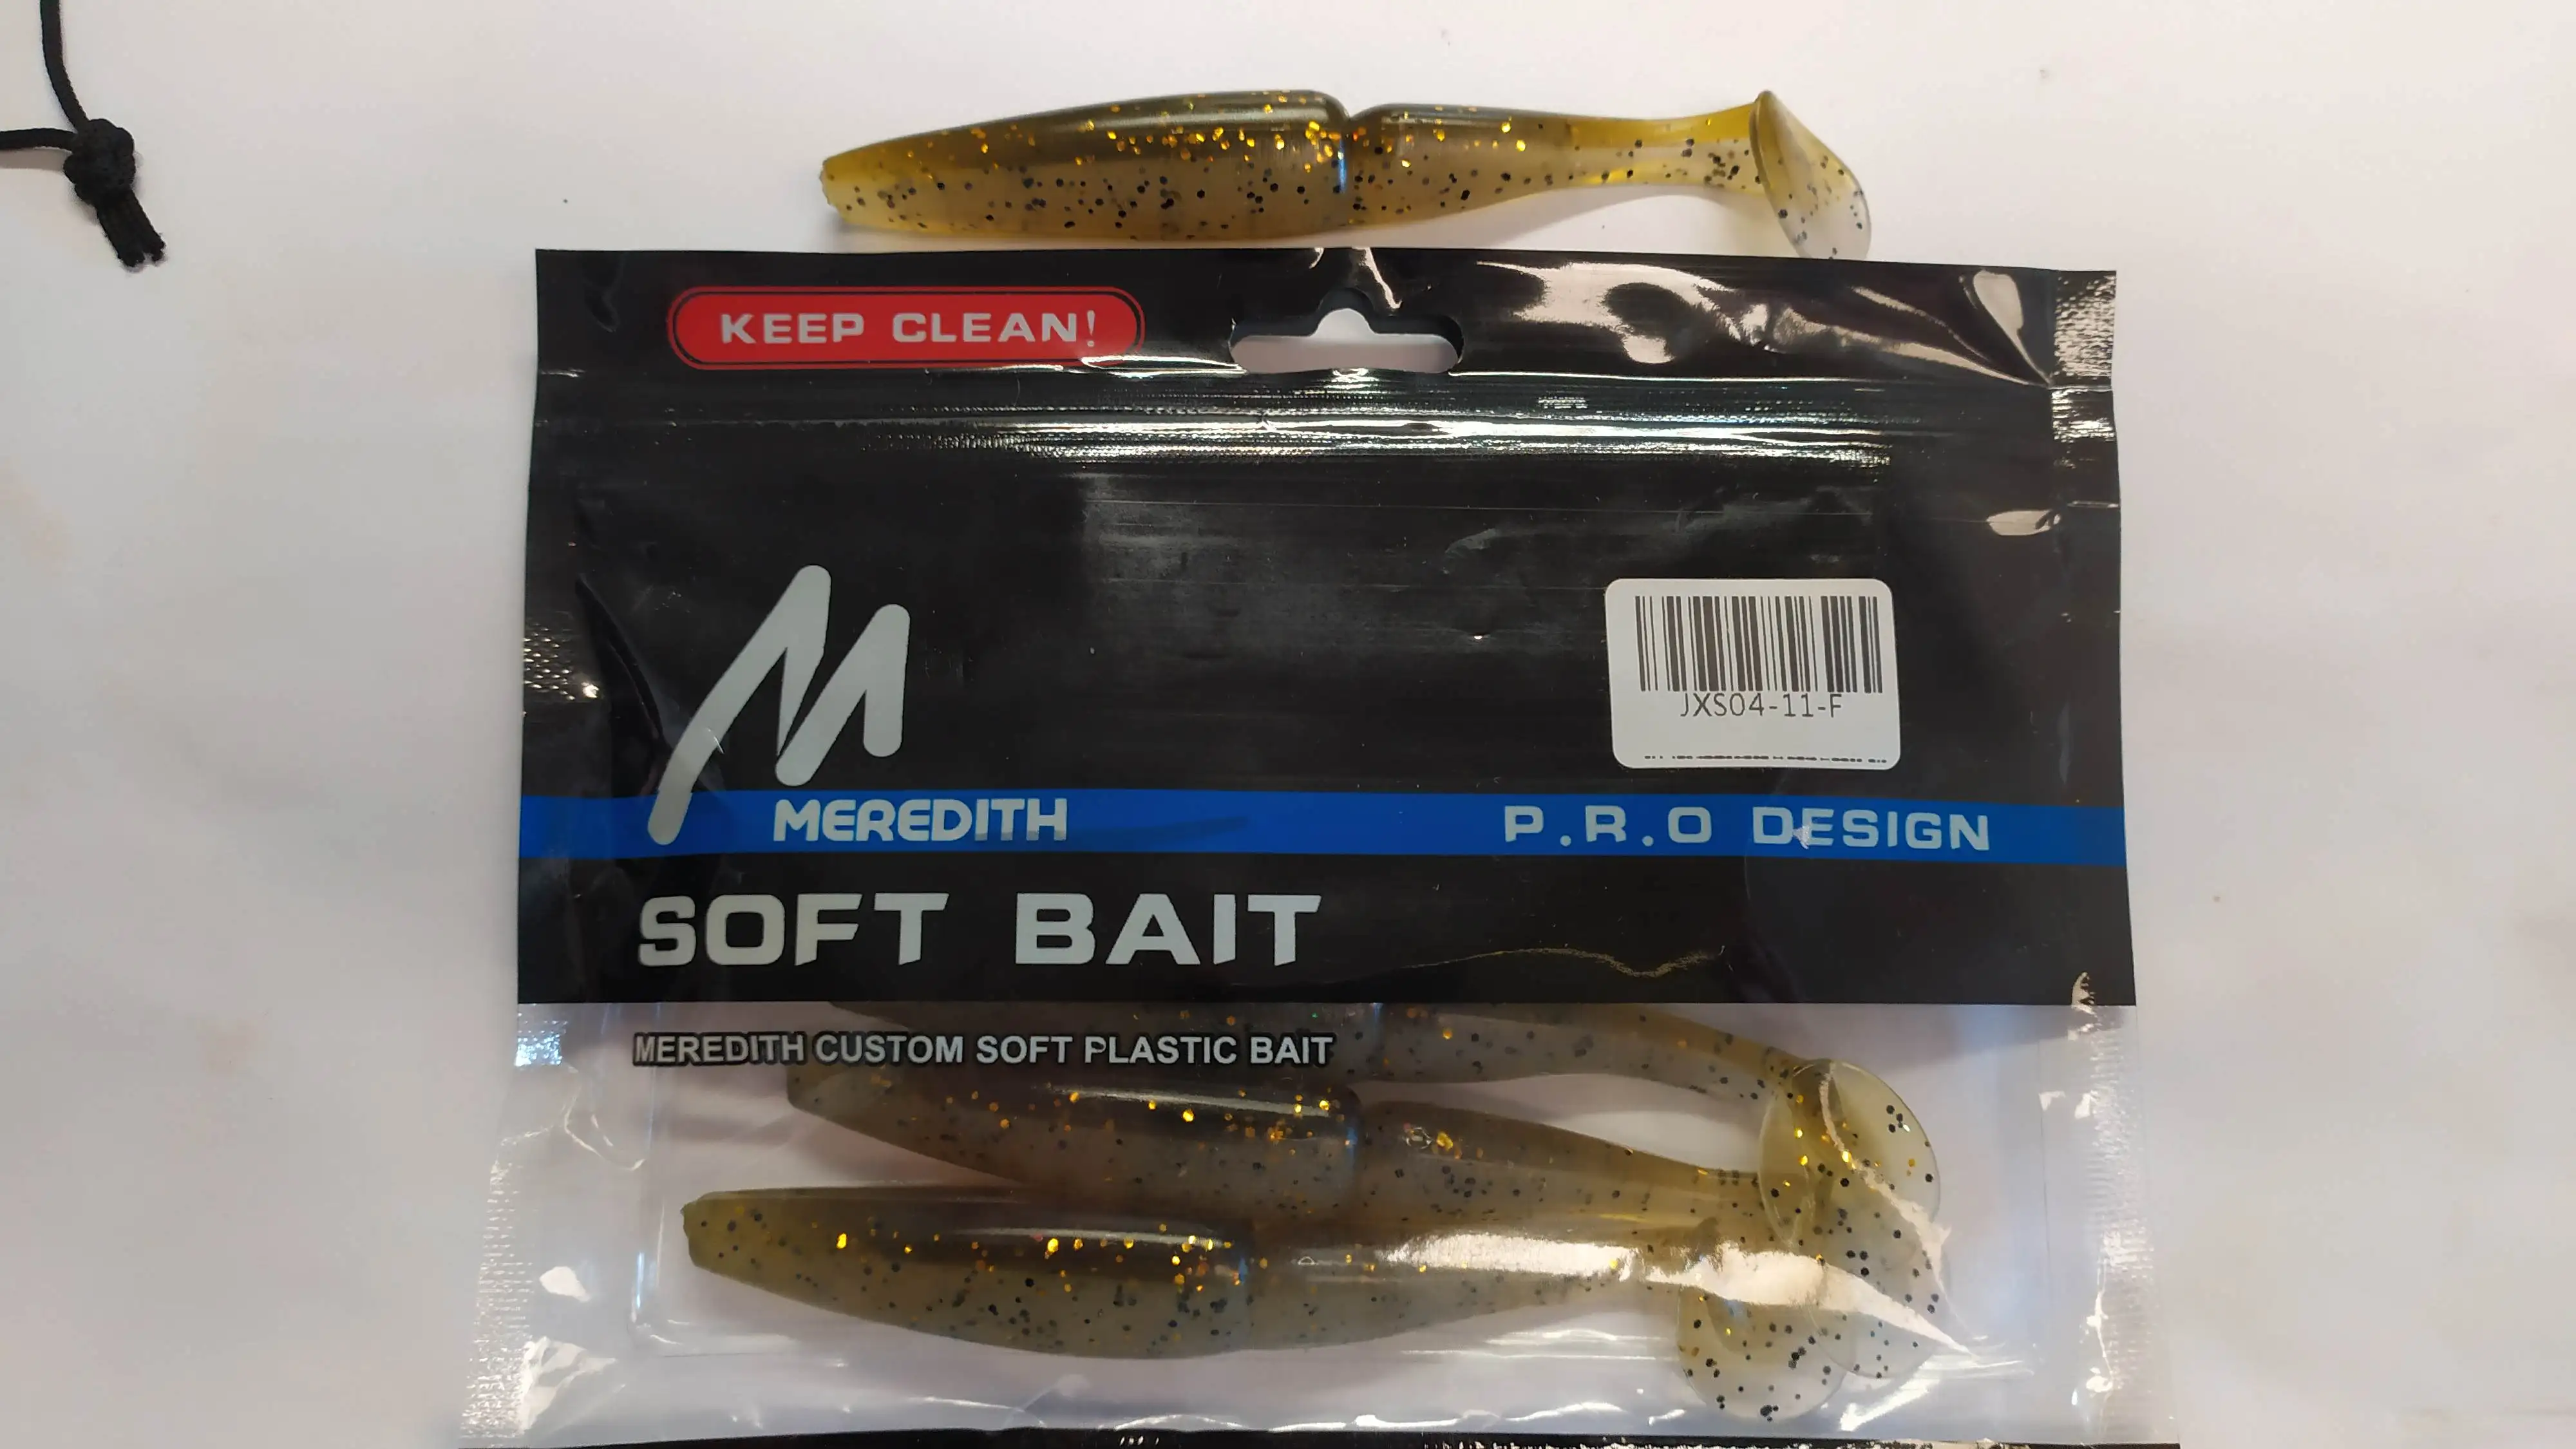 KEEP CLEAN!
JXS04-11-F
MEREDITH
P.R.O DESIGN
SOFT BAIT
MEREDITH CUSTOM SOFT PLASTIC BAIT